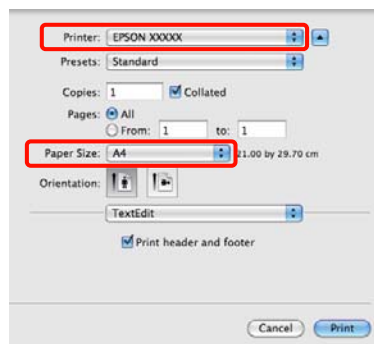 Printer: EPSON XXXXX
Presets: Standard
Copies: 1 Collated
Pages: All
From: 1 to: 1
Paper Size: A4 21.00 by 29.70 cm
Orientation:
TextEdit
Print header and footer
Cancel Print